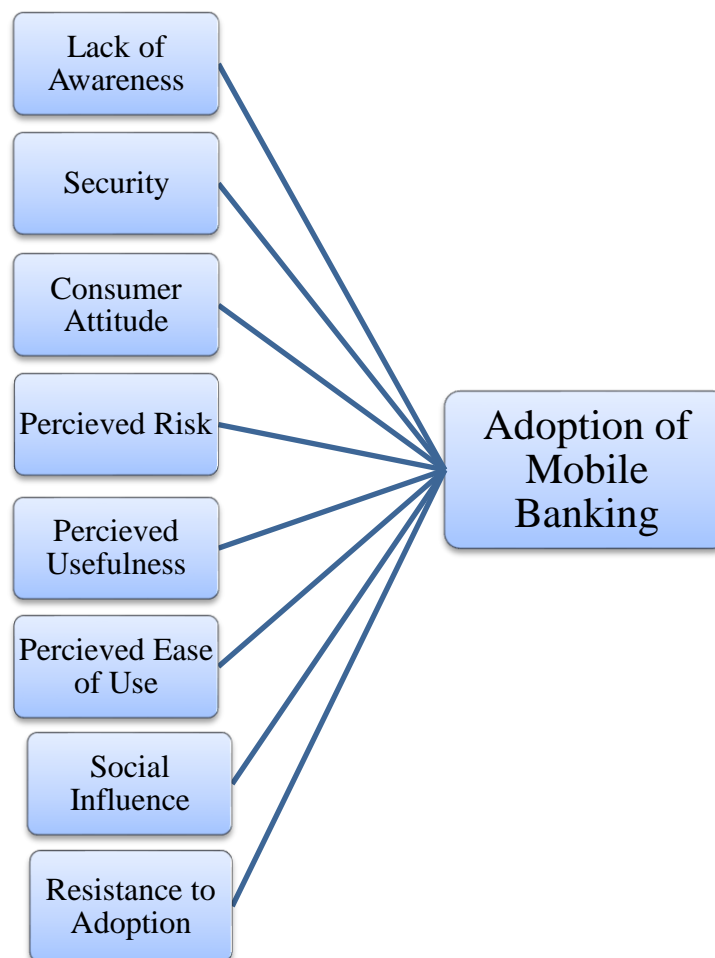 Lack of
Awareness
Security
Consumer
Attitude
Percieved Risk
Percieved
Usefulness
Percieved Ease
of Use
Social
Influence
Resistance to
Adoption
Adoption of
Mobile
Banking